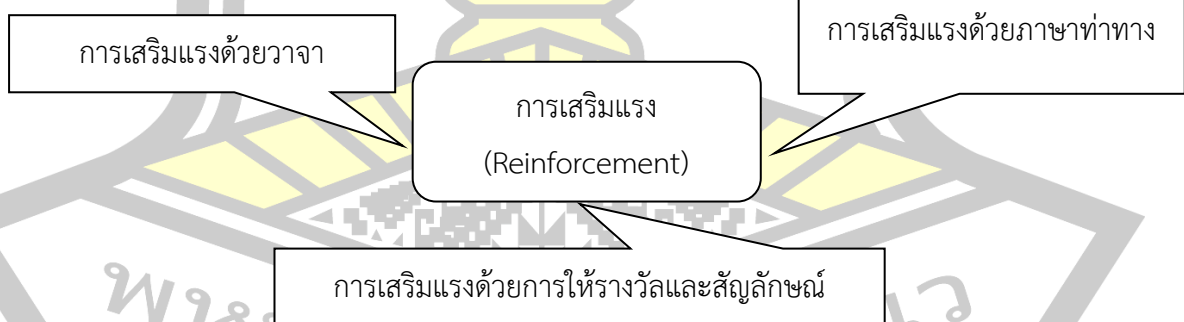 การเสริมแรงด้วยวาจา
การเสริมแรงด้วยภาษาท่าทาง
การเสริมแรง
(Reinforcement)
การเสริมแรงด้วยการให้รางวัลและสัญลักษณ์